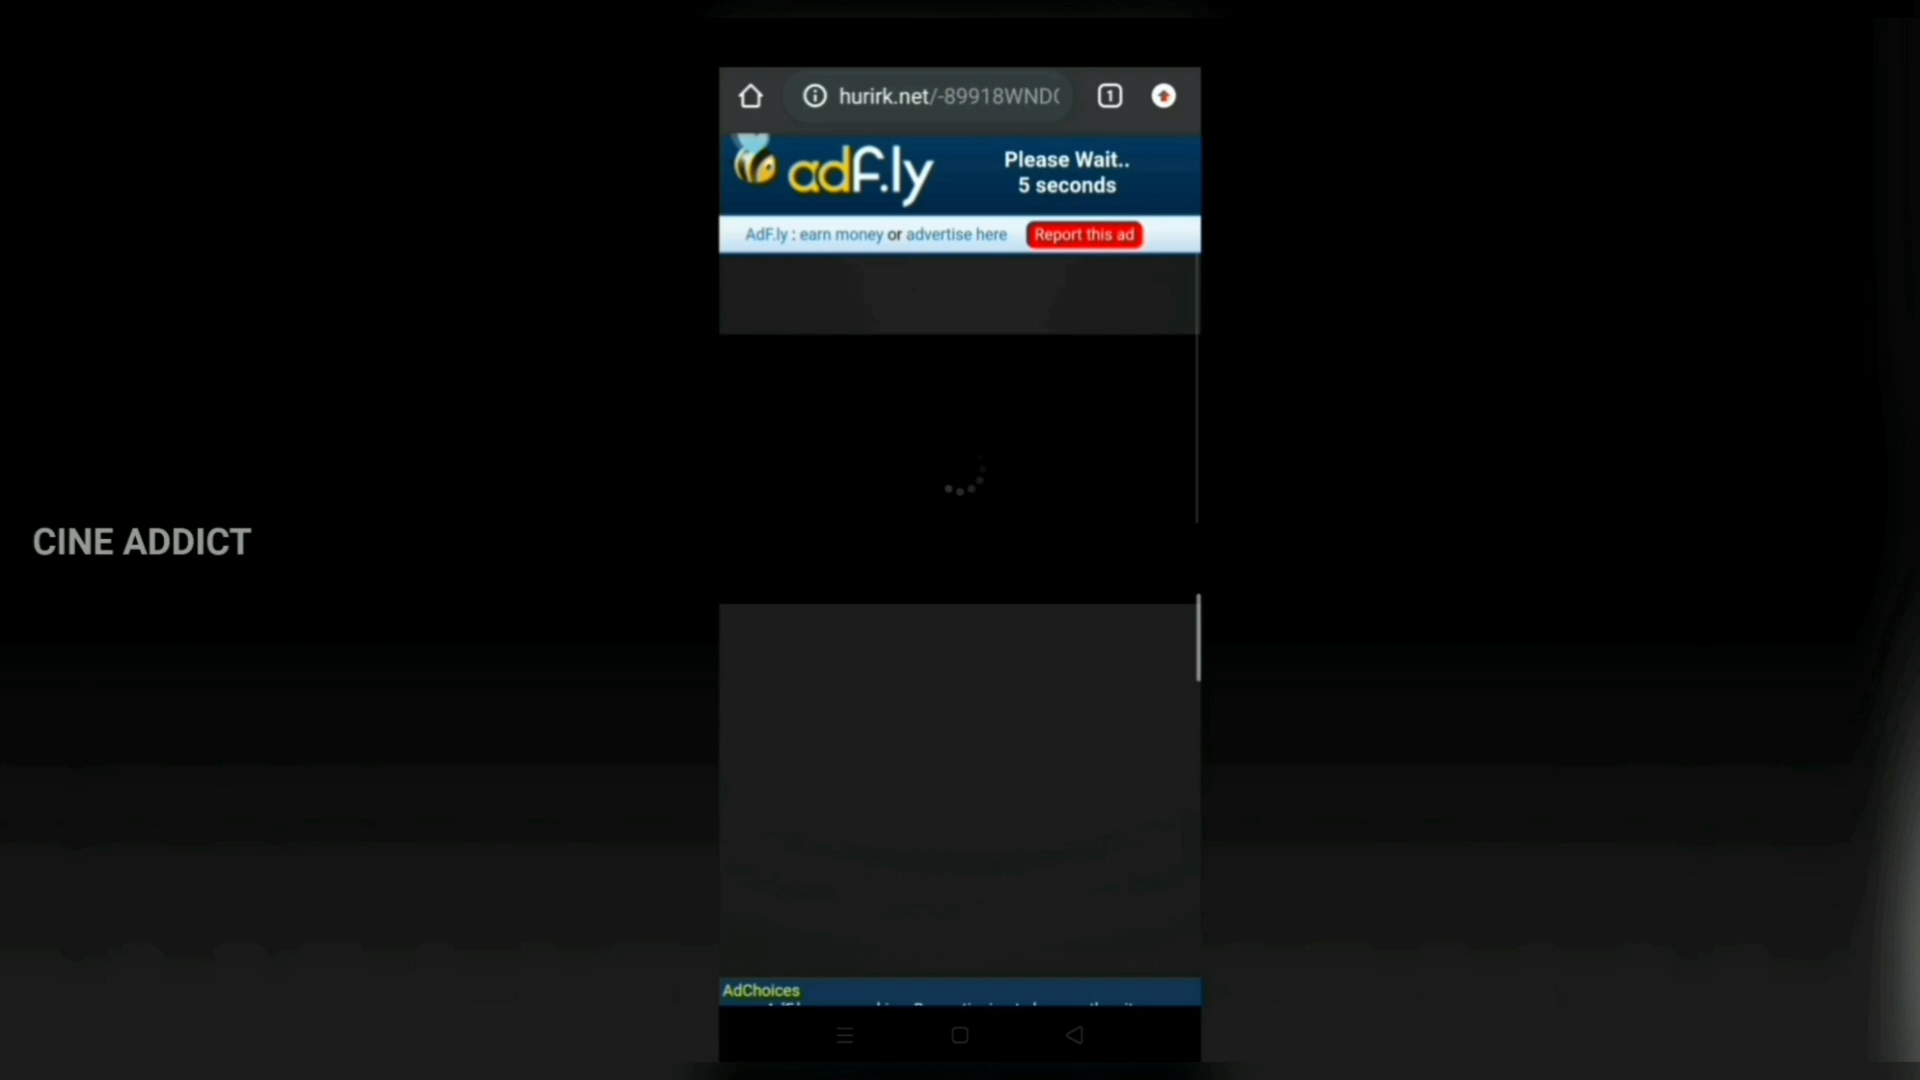 hurirk.net/-89918WND
1
adf.ly
Please Wait..
5 seconds
AdF.ly : earn money or advertise here
Report this ad
CINE ADDICT
AdChoices